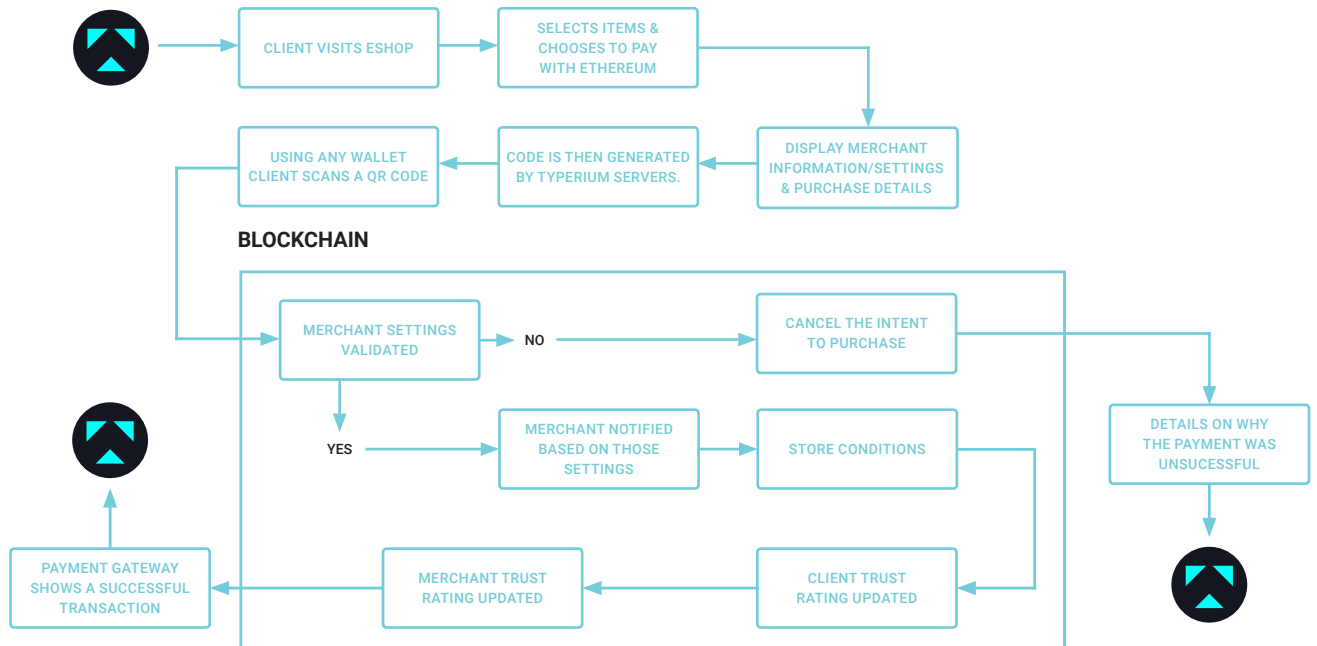 CLIENT VISITS ESHOP
SELECTS ITEMS &
CHOOSES TO PAY
WITH ETHEREUM
DISPLAY MERCHANT
INFORMATION/SETTINGS
& PURCHASE DETAILS
CODE IS THEN GENERATED
BY TYPERIUM SERVERS.
USING ANY WALLET
CLIENT SCANS A QR CODE
BLOCKCHAIN
MERCHANT SETTINGS
VALIDATED
NO
CANCEL THE INTENT
TO PURCHASE
DETAILS ON WHY
THE PAYMENT WAS
UNSUCESSFUL
YES
MERCHANT NOTIFIED
BASED ON THOSE
SETTINGS
STORE CONDITIONS
CLIENT TRUST
RATING UPDATED
MERCHANT TRUST
RATING UPDATED
PAYMENT GATEWAY
SHOWS A SUCCESSFUL
TRANSACTION